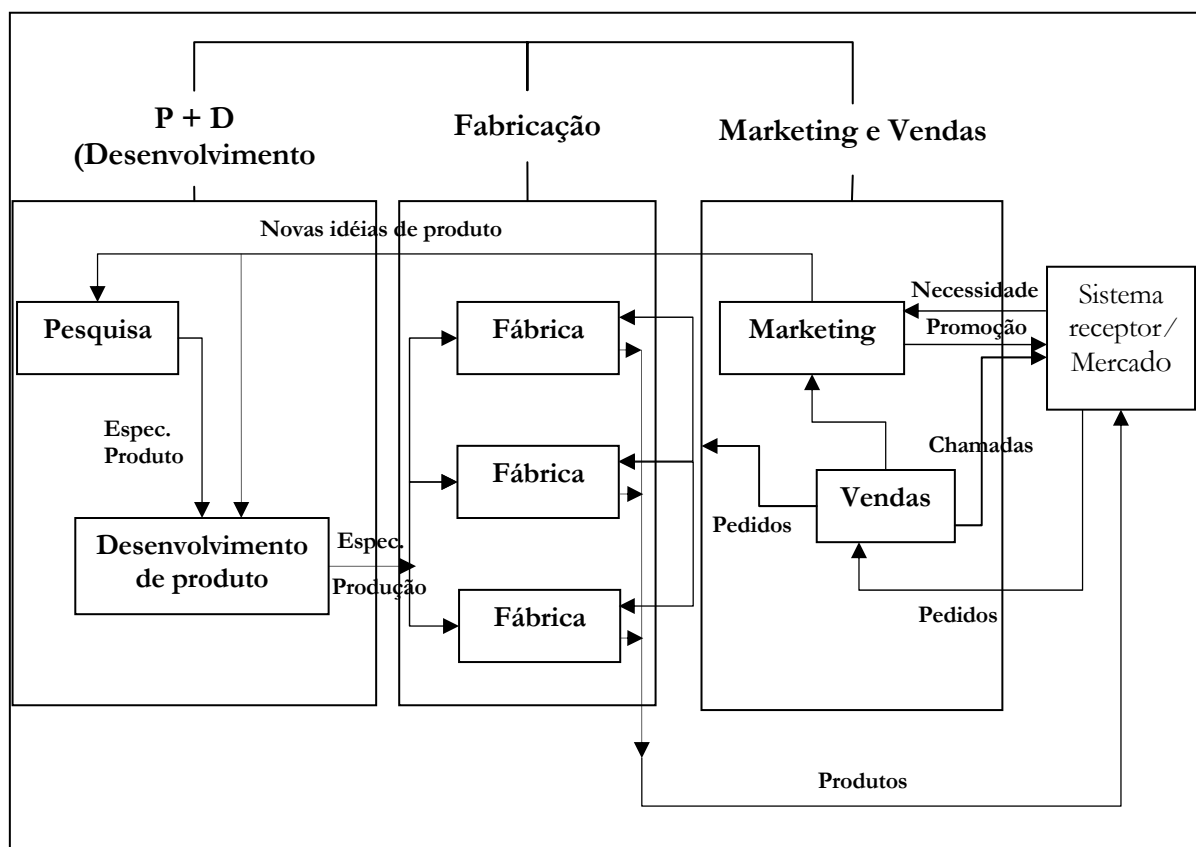 P + D
(Desenvolvimento
Fabricação
Marketing e Vendas
Novas idéias de produto
Pesquisa
Fábrica
Marketing
Necessidade
Promoção
Sistema
receptor/
Mercado
Espec.
Produto
Fábrica
Chamadas
Vendas
Pedidos
Desenvolvimento
de produto
Espec.
Produção
Fábrica
Pedidos
Produtos